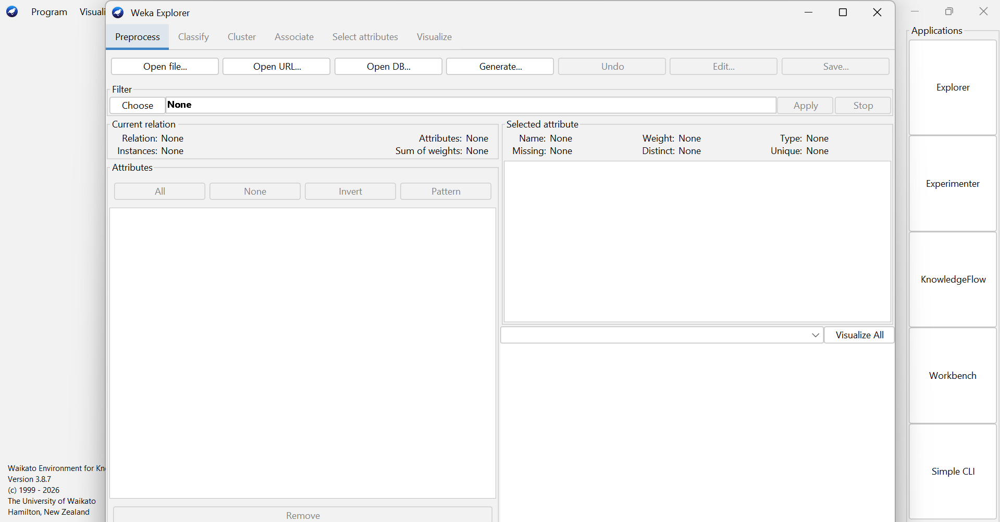 Program Visuali
Weka Explorer
Preprocess Classify Cluster Associate Select attributes Visualize
Open file... Open URL... Open DB... Generate... Undo Edit... Save...
Filter
Choose None Apply Stop
Current relation
Relation: None Attributes: None
Instances: None Sum of weights: None
Attributes
All None Invert Pattern
Remove
Selected attribute
Name: None Weight: None Type: None
Missing: None Distinct: None Unique: None
Visualize All
Applications
Explorer
Experimenter
KnowledgeFlow
Workbench
Simple CLI
Waikato Environment for Kn
Version 3.8.7
(c) 1999 - 2026
The University of Waikato
Hamilton, New Zealand